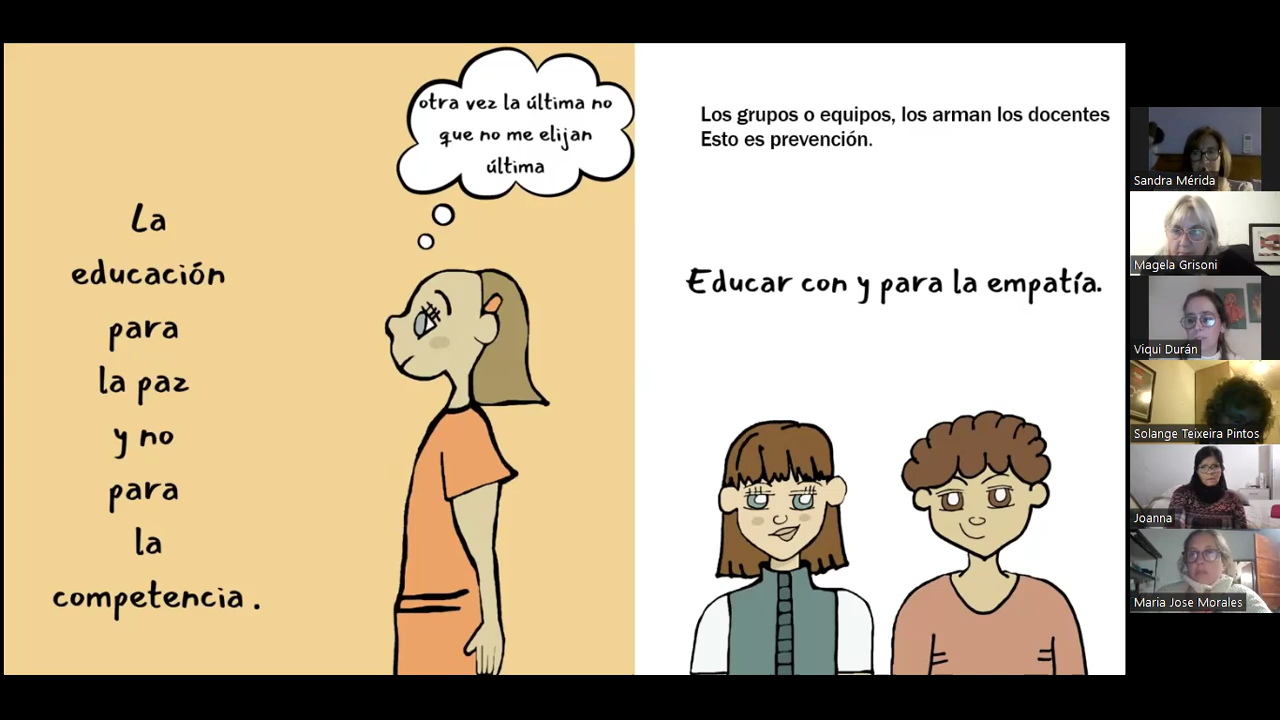 La
educación
para
la paz
y no
para
la
competencia.
otra vez la última no
que no me elijan
última
Los grupos o equipos, los arman los docentes
Esto es prevención.
Educar con y para la empatía.
Sandra Mérida
Magela Grisoni
Viqui Durán
Solange Teixeira Pintos
Joanna
Maria Jose Morales